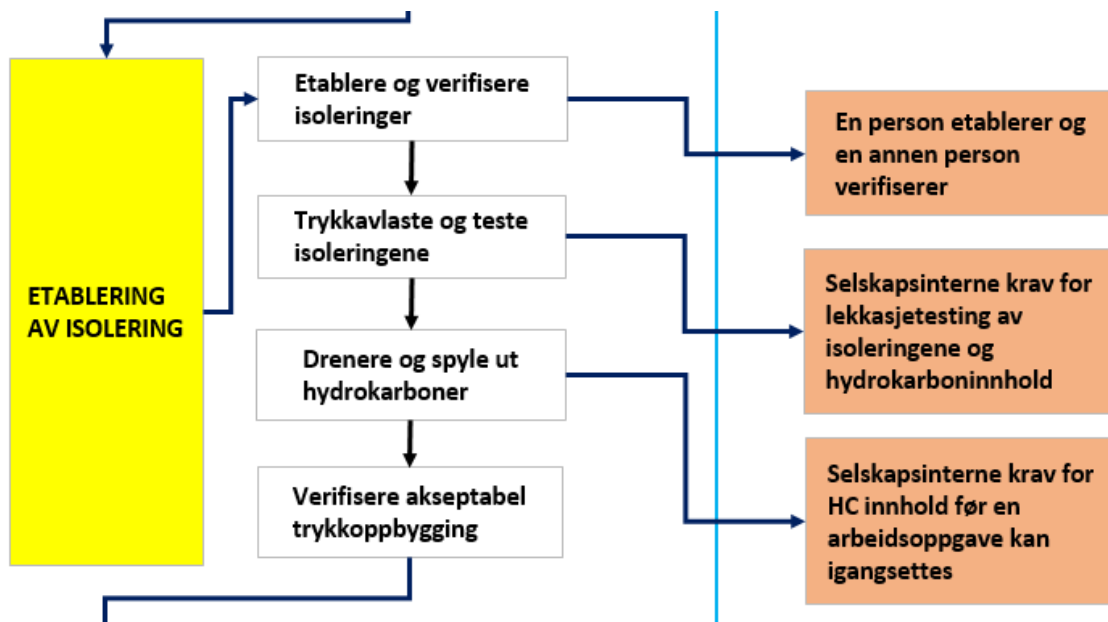 ETABLERING
AV ISOLERING
Etablere og verifisere
isoleringer
Trykkavlaste og teste
isoleringene
Drenere og spyle ut
hydrokarboner
Verifisere akseptabel
trykkoppbygging
En person etablerer og
en annen person
verifiserer
Selskapsinterne krav for
lekkasjetesting av
isoleringene og
hydrokarboninnhold
Selskapsinterne krav for
HC innhold før en
arbeidsoppgave kan
igangsettes